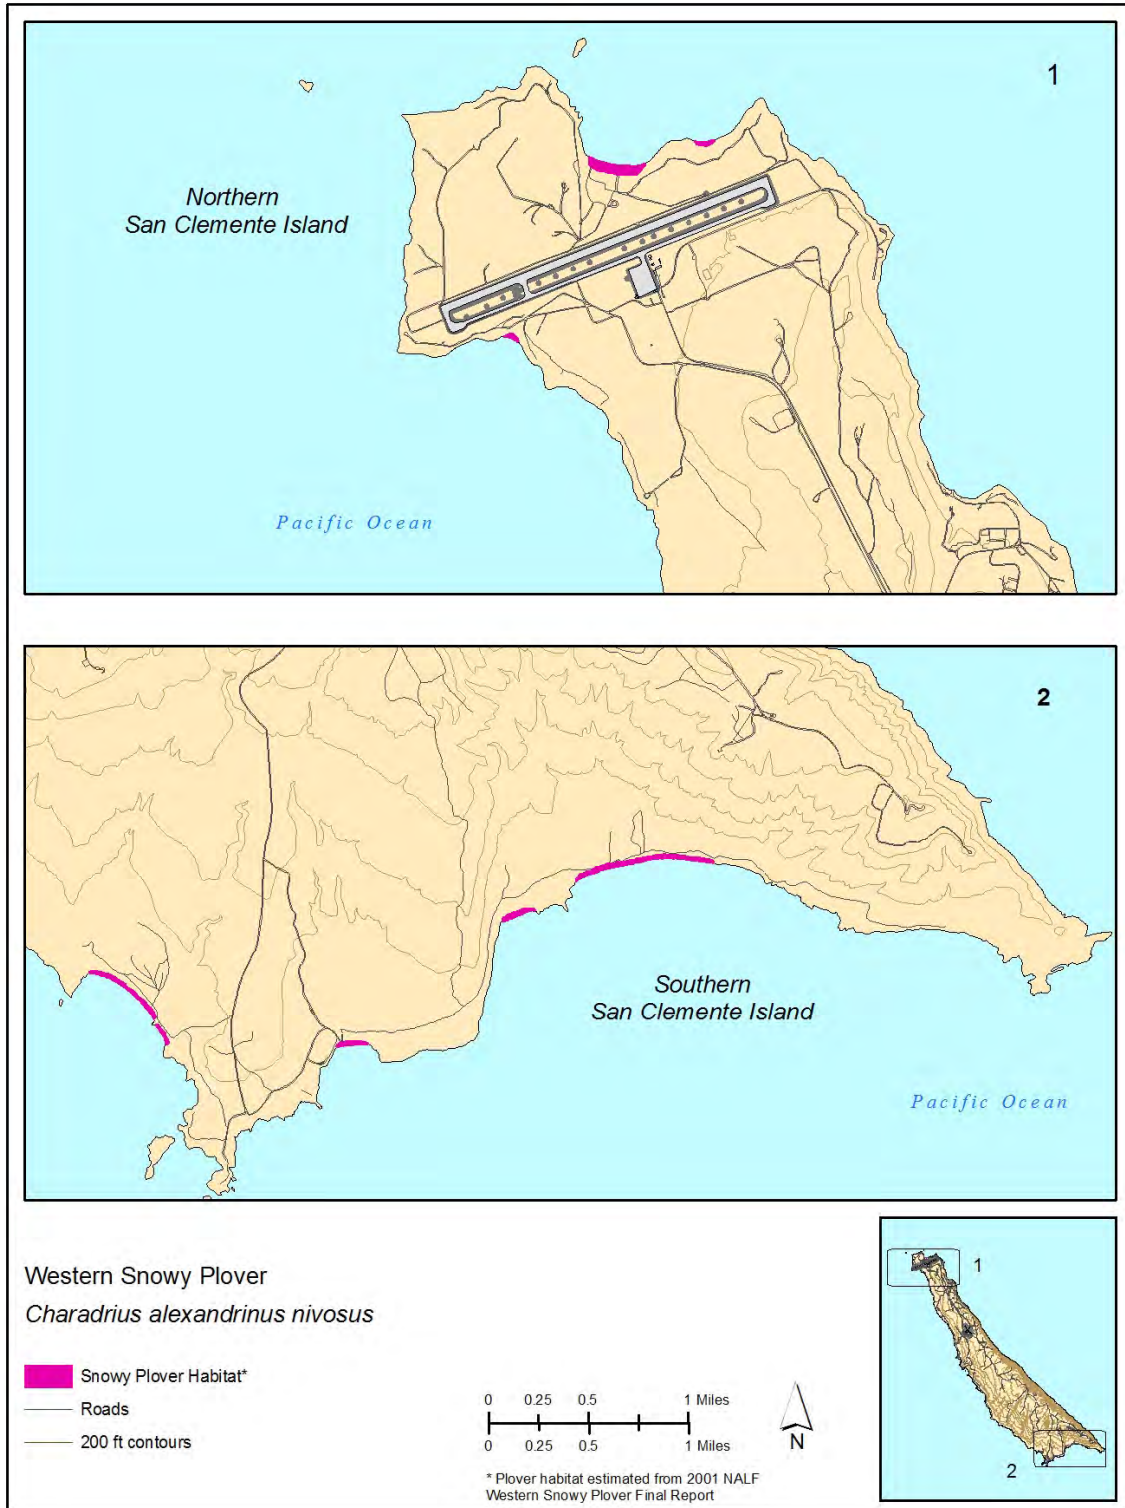 1
Northern
San Clemente Island
Pacific Ocean
2
Southern
San Clemente Island
Pacific Ocean
Western Snowy Plover
Charadrius alexandrinus nivosus
Snowy Plover Habitat*
Roads
200 ft contours
0 0.25 0.5 1 Miles
0 0.25 0.5 1 Miles
N
* Plover habitat estimated from 2001 NALF
Western Snowy Plover Final Report
1
2